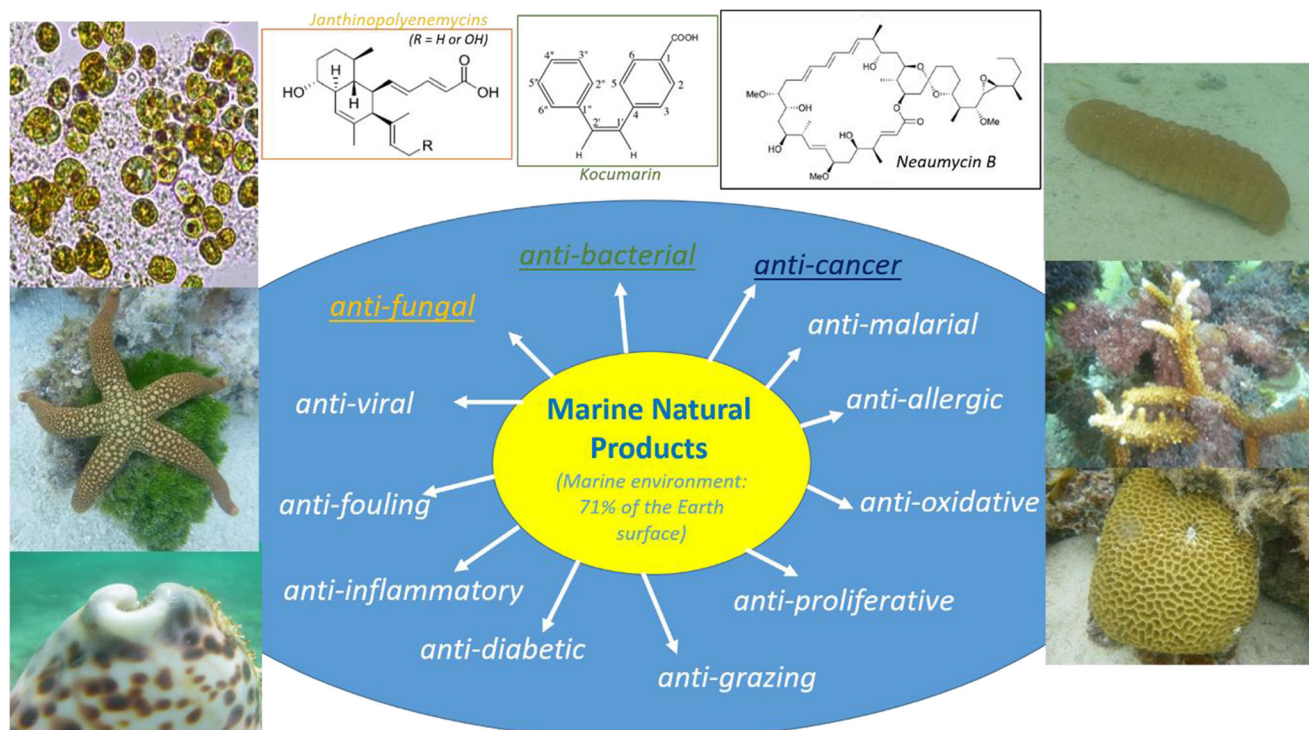 Janthinopolyenemycins
(R = H or OH)
H
O
HO
H
OH
R
COOH
4" 3" 6 1
5" 2" 5 2
6" 1" 4 3
2' 1'
H H
Kocumarin
HO
O
O
O
MeO
OH
O
OMe
HO
HO
O
MeO
Neaumycin B
anti-bacterial
anti-cancer
anti-fungal
anti-malarial
anti-viral
anti-allergic
Marine Natural
Products
(Marine environment:
71% of the Earth
surface)
anti-fouling
anti-oxidative
anti-inflammatory
anti-proliferative
anti-diabetic
anti-grazing